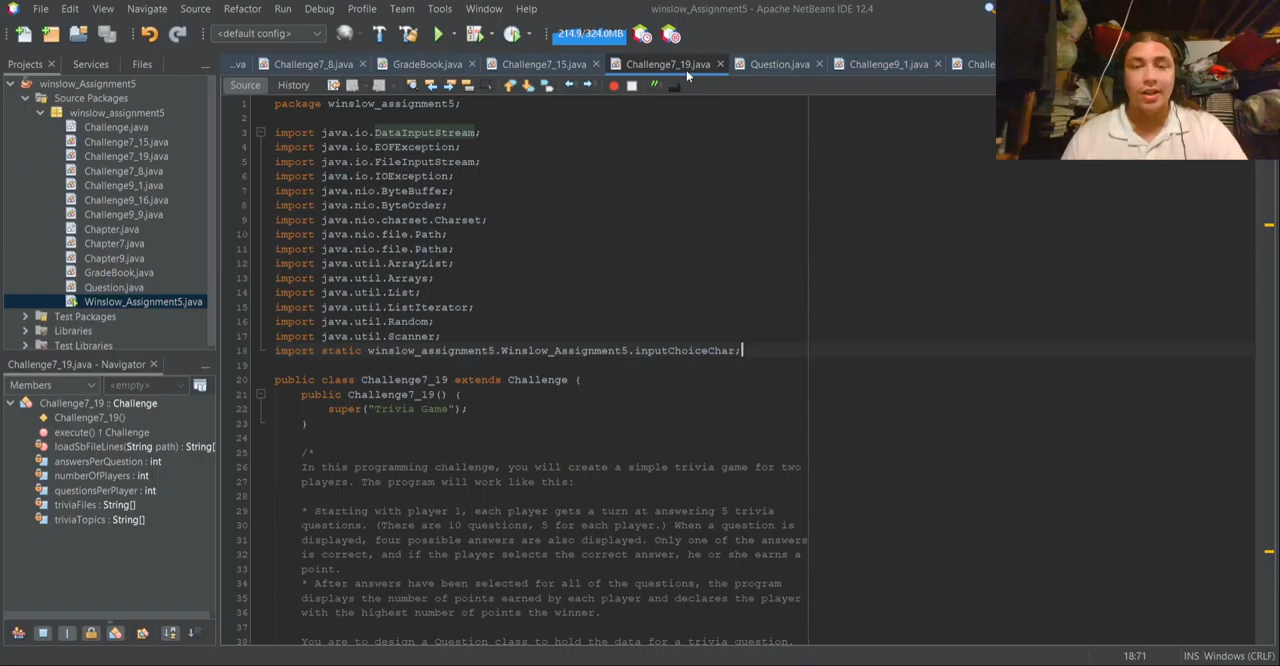 File Edit View Navigate Source Refactor Run Debug Profile Team Tools Window Help winslow_Assignment5 - Apache NetBeans IDE 12.4
<default config> 214.9/324.0MB
Projects Services Files
...va Challenge7_8.java GradeBook.java Challenge7_15.java Challenge7_19.java Question.java Challenge9_1.java Challe
Source History
winslow_Assignment5
Source Packages
winslow_assignment5
Challenge.java
Challenge7_15.java
Challenge7_19.java
Challenge7_8.java
Challenge9_1.java
Challenge9_16.java
Challenge9_9.java
Chapter.java
Chapter7.java
Chapter9.java
GradeBook.java
Question.java
Winslow_Assignment5.java
Test Packages
Libraries
Test Libraries
Challenge7_19.java - Navigator
Members <empty>
Challenge7_19 :: Challenge
Challenge7_19()
execute() ↑ Challenge
loadSbFileLines(String path) : String[
answersPerQuestion : int
numberOfPlayers : int
questionsPerPlayer : int
triviaFiles : String[]
triviaTopics : String[]
1 package winslow_assignment5;
2
3 import java.io.DataInputStream;
4 import java.io.EOFException;
5 import java.io.FileInputStream;
6 import java.io.IOException;
7 import java.nio.ByteBuffer;
8 import java.nio.ByteOrder;
9 import java.nio.charset.Charset;
10 import java.nio.file.Path;
11 import java.nio.file.Paths;
12 import java.util.ArrayList;
13 import java.util.Arrays;
14 import java.util.List;
15 import java.util.ListIterator;
16 import java.util.Random;
17 import java.util.Scanner;
18 import static winslow_assignment5.Winslow_Assignment5.inputChoiceChar;
19
20 public class Challenge7_19 extends Challenge {
21 public Challenge7_19() {
22 super("Trivia Game");
23 }
24
25 /*
26 In this programming challenge, you will create a simple trivia game for two
27 players. The program will work like this:
28
29 * Starting with player 1, each player gets a turn at answering 5 trivia
30 questions. (There are 10 questions, 5 for each player.) When a question is
31 displayed, four possible answers are also displayed. Only one of the answers
32 is correct, and if the player selects the correct answer, he or she earns a
33 point.
34 * After answers have been selected for all of the questions, the program
35 displays the number of points earned by each player and declares the player
36 with the highest number of points the winner.
37
38 You are to design a Question class to hold the data for a trivia question.
18:71 INS Windows (CRLF)